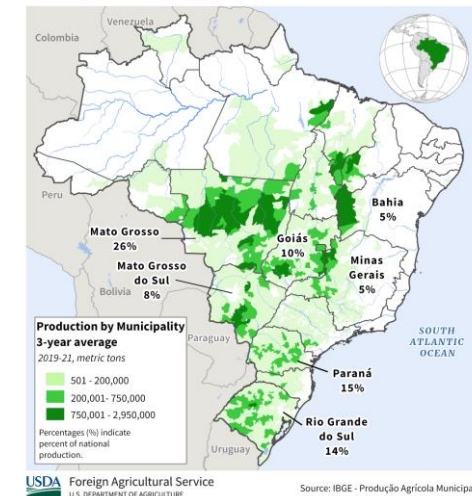 Venezuela
Colombia
Peru
Bahia
5%
Mato Grosso
26%
Goiás
10%
Mato Grosso
do Sul
8%
Minas
Gerais
5%
Bolivia
Production by Municipality
3-year average
2019-21, metric tons
501 - 200,000
200,001- 750,000
750,001 - 2,950,000
Percentages (%) indicate
percent of national
production.
Paraguay
SOUTH
ATLANTIC
OCEAN
Paraná
15%
Rio Grande
do Sul
14%
Uruguay
USDA Foreign Agricultural Service
U.S. DEPARTMENT OF AGRICULTURE
Source: IBGE - Produção Agrícola Municipa